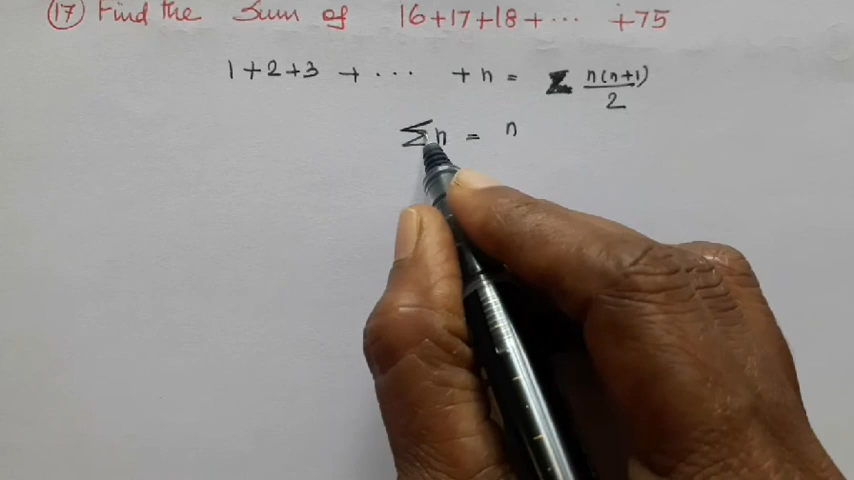 17 Find the Sum of 16+17+18+ ... +75
1+2+3 + ... +n = n(n+1)/2
Σn = n